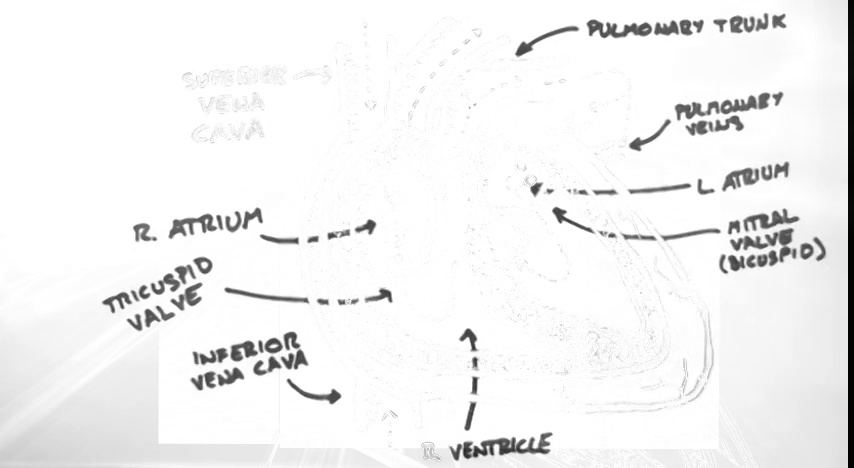 PULMONARY TRUNK
SUPERIOR
VENA
CAVA
PULMONARY
VEINS
L. ATRIUM
R. ATRIUM
MITRAL
VALVE
(BICUSPID)
TRICUSPID
VALVE
INFERIOR
VENA CAVA
R. VENTRICLE